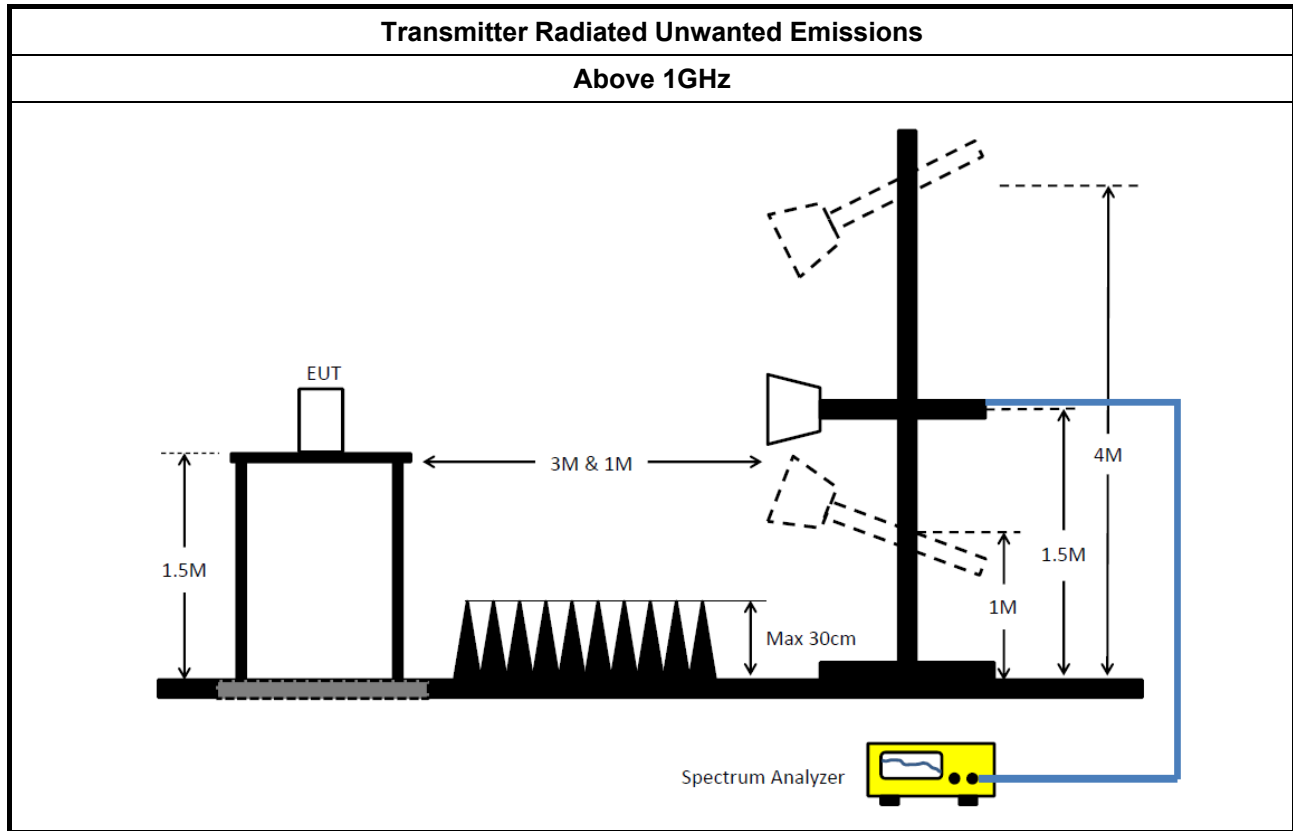 Transmitter Radiated Unwanted Emissions
Above 1GHz
EUT
3M & 1M
4M
1.5M
1.5M
1M
Max 30cm
Spectrum Analyzer